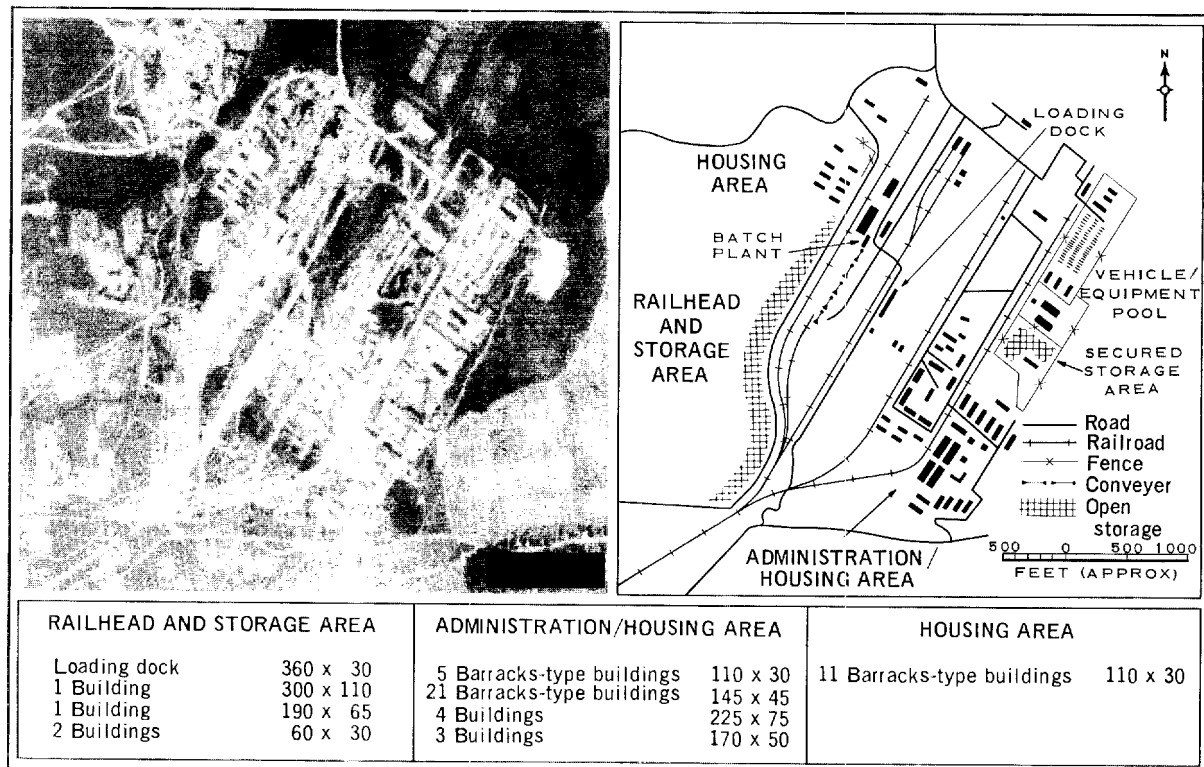 N
LOADING
DOCK
HOUSING
AREA
BATCH
PLANT
VEHICLE/
EQUIPMENT
POOL
RAILHEAD
AND
STORAGE
AREA
SECURED
STORAGE
AREA
Road
Railroad
Fence
Conveyer
Open
storage
ADMINISTRATION
HOUSING AREA
500 0 500 1000
FEET (APPROX)
RAILHEAD AND STORAGE AREA
Loading dock 360 x 30
1 Building 300 x 110
1 Building 190 x 65
2 Buildings 60 x 30
ADMINISTRATION/HOUSING AREA
5 Barracks-type buildings 110 x 30
21 Barracks-type buildings 145 x 45
4 Buildings 225 x 75
3 Buildings 170 x 50
HOUSING AREA
11 Barracks-type buildings 110 x 30